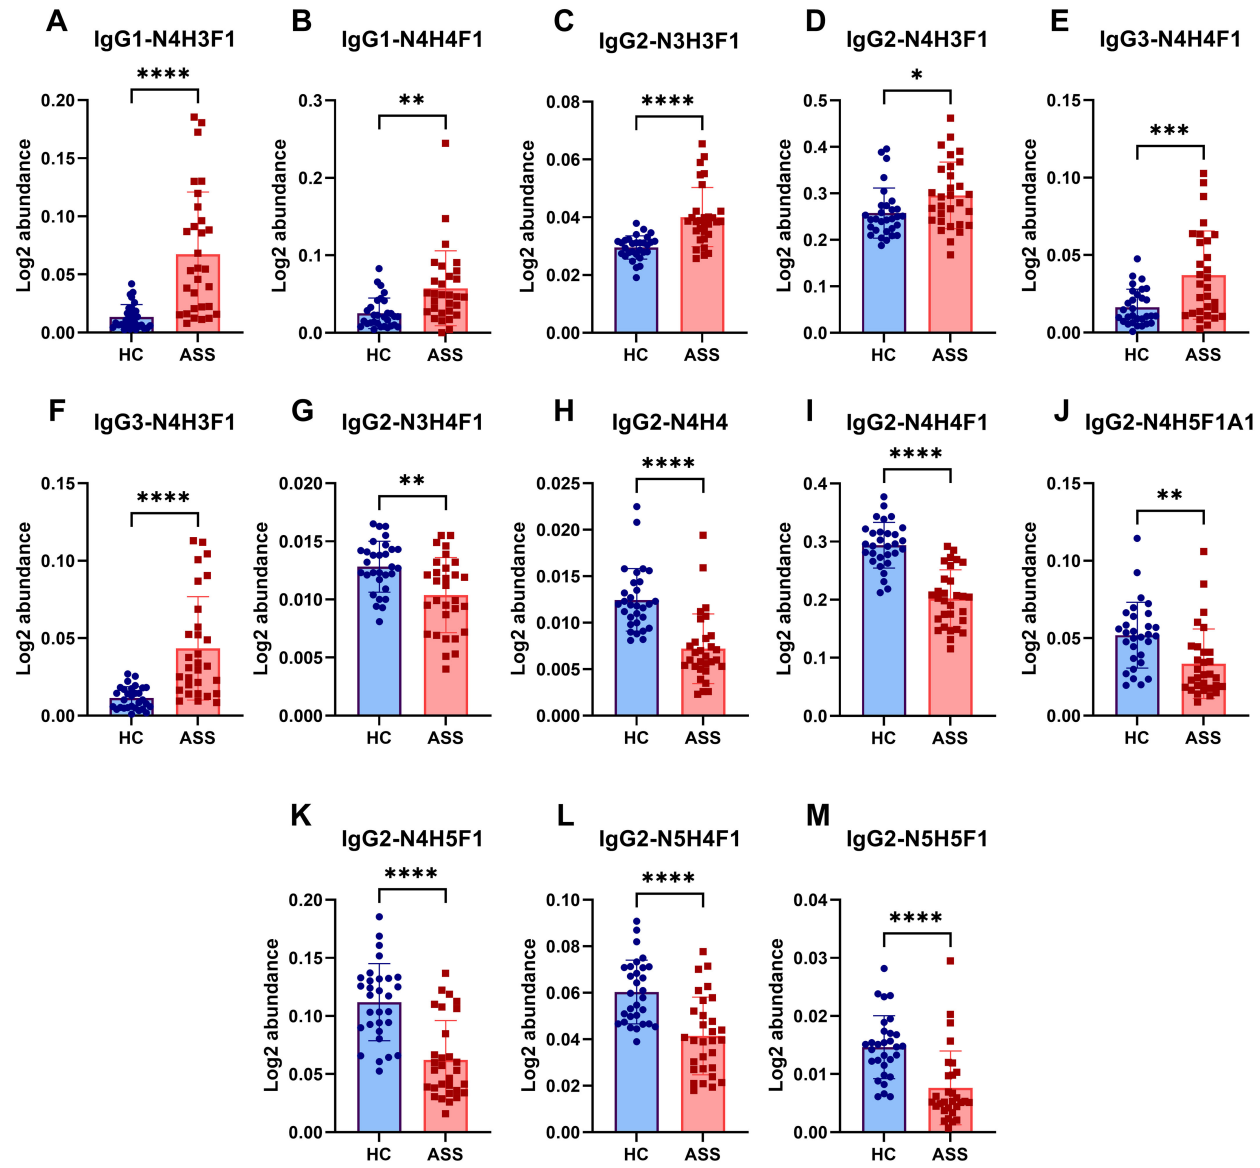 A
IgG1-N4H3F1
****
Log2 abundance
0.20
0.15
0.10
0.05
0.00
HC
ASS
B
IgG1-N4H4F1
**
Log2 abundance
0.3
0.2
0.1
0.0
HC
ASS
C
IgG2-N3H3F1
****
Log2 abundance
0.08
0.06
0.04
0.02
0.00
HC
ASS
D
IgG2-N4H3F1
*
Log2 abundance
0.5
0.4
0.3
0.2
0.1
0.0
HC
ASS
E
IgG3-N4H4F1
***
Log2 abundance
0.15
0.10
0.05
0.00
HC
ASS
F
IgG3-N4H3F1
****
Log2 abundance
0.15
0.10
0.05
0.00
HC
ASS
G
IgG2-N3H4F1
**
Log2 abundance
0.020
0.015
0.010
0.005
0.000
HC
ASS
H
IgG2-N4H4
****
Log2 abundance
0.025
0.020
0.015
0.010
0.005
0.000
HC
ASS
I
IgG2-N4H4F1
****
Log2 abundance
0.4
0.3
0.2
0.1
0.0
HC
ASS
J
IgG2-N4H5F1A1
**
Log2 abundance
0.15
0.10
0.05
0.00
HC
ASS
K
IgG2-N4H5F1
****
Log2 abundance
0.20
0.15
0.10
0.05
0.00
HC
ASS
L
IgG2-N5H4F1
****
Log2 abundance
0.10
0.08
0.06
0.04
0.02
0.00
HC
ASS
M
IgG2-N5H5F1
****
Log2 abundance
0.04
0.03
0.02
0.01
0.00
HC
ASS